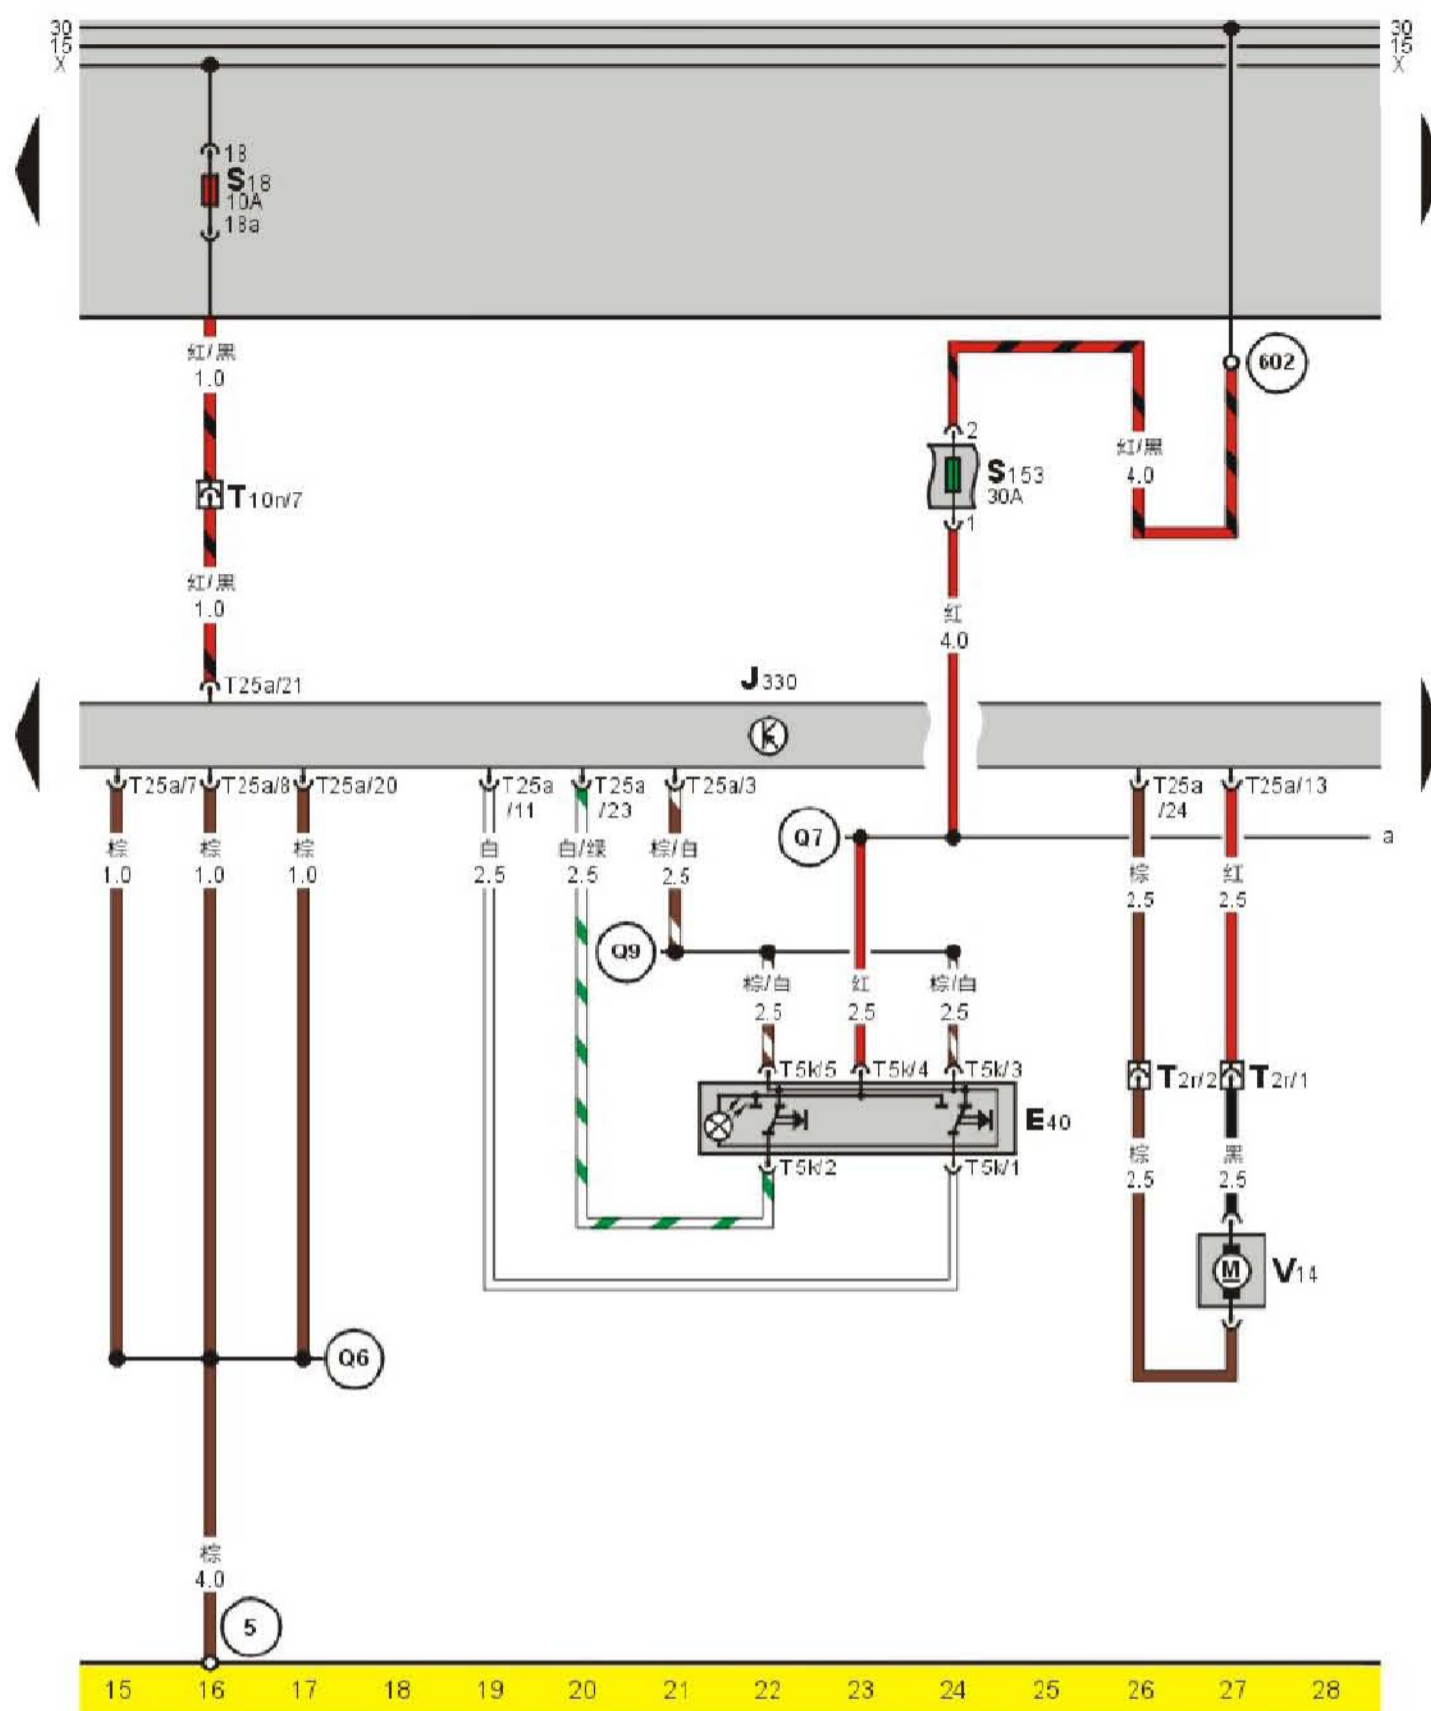 30
30
15
15
X
X
18
S18
10A
18a
红/黑
1.0
602
2
红/黑
4.0
S153
30A
T10n/7
1
红/黑
1.0
红
4.0
T25a/21
J330
T25a/7
T25a/8
T25a/20
T25a
/11
T25a
/23
T25a/3
T25a
/24
T25a/13
Q7
a
棕
1.0
棕
1.0
棕
1.0
白
2.5
白/绿
2.5
棕/白
2.5
棕
2.5
红
2.5
Q9
棕/白
2.5
红
2.5
棕/白
2.5
T5k/5
T5k/4
T5k/3
T2r/2
T2r/1
E40
T5k/2
T5k/1
棕
2.5
黑
2.5
M
V14
Q6
棕
4.0
5
15 16 17 18 19 20 21 22 23 24 25 26 27 28